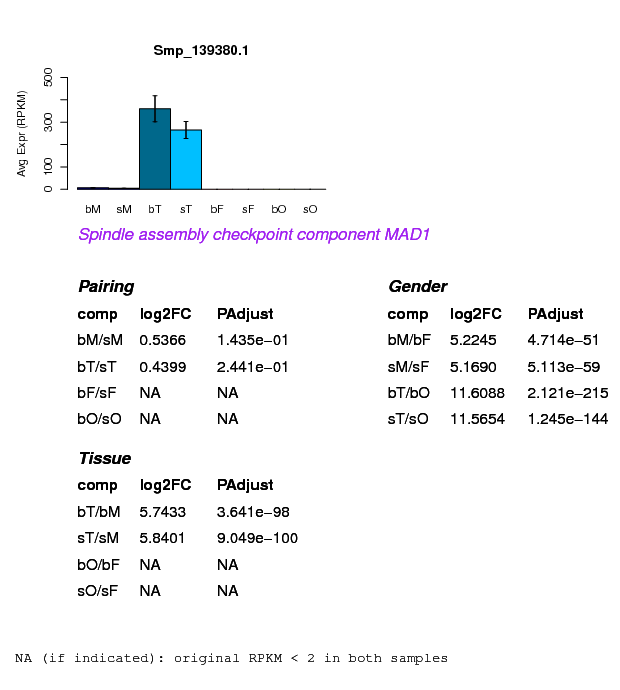 Smp_139380.1
Avg Expr (RPKM)
500
300
100
0
bM sM bT sT bF sF bO sO
Spindle assembly checkpoint component MAD1
Pairing
comp log2FC PAdjust
bM/sM 0.5366 1.435e−01
bT/sT 0.4399 2.441e−01
bF/sF NA NA
bO/sO NA NA
Gender
comp log2FC PAdjust
bM/bF 5.2245 4.714e−51
sM/sF 5.1690 5.113e−59
bT/bO 11.6088 2.121e−215
sT/sO 11.5654 1.245e−144
Tissue
comp log2FC PAdjust
bT/bM 5.7433 3.641e−98
sT/sM 5.8401 9.049e−100
bO/bF NA NA
sO/sF NA NA
NA (if indicated): original RPKM < 2 in both samples